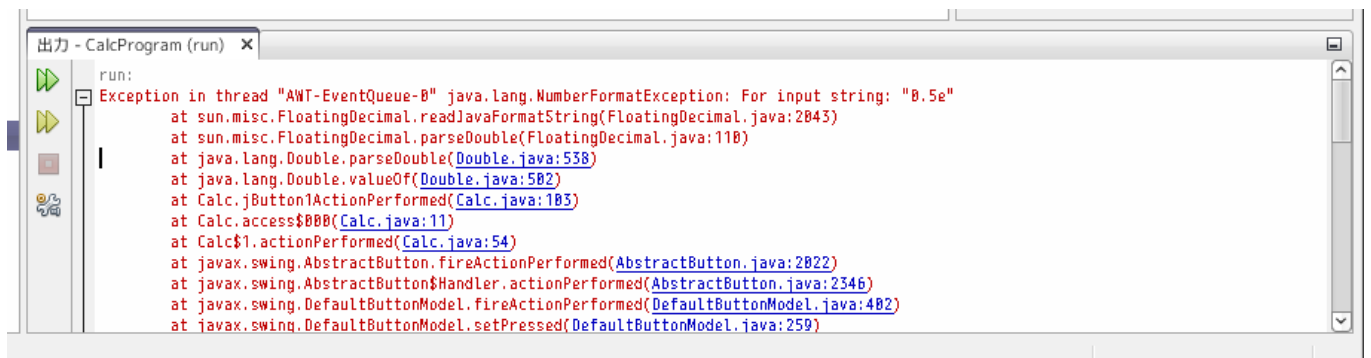 出力 - CalcProgram (run)
run:
Exception in thread "AWT-EventQueue-0" java.lang.NumberFormatException: For input string: "0.5e"
at sun.misc.FloatingDecimal.readJavaFormatString(FloatingDecimal.java:2043)
at sun.misc.FloatingDecimal.parseDouble(FloatingDecimal.java:110)
at java.lang.Double.parseDouble(Double.java:538)
at java.lang.Double.valueOf(Double.java:502)
at Calc.jButton1ActionPerformed(Calc.java:103)
at Calc.access$000(Calc.java:11)
at Calc$1.actionPerformed(Calc.java:54)
at javax.swing.AbstractButton.fireActionPerformed(AbstractButton.java:2022)
at javax.swing.AbstractButton$Handler.actionPerformed(AbstractButton.java:2346)
at javax.swing.DefaultButtonModel.fireActionPerformed(DefaultButtonModel.java:402)
at javax.swing.DefaultButtonModel.setPressed(DefaultButtonModel.java:259)